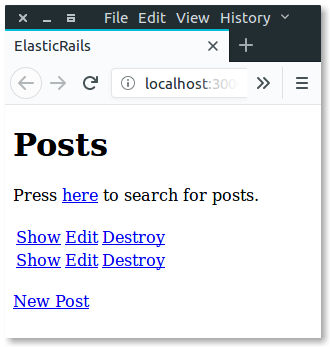 File Edit View History
ElasticRails
localhost:300
Posts
Press here to search for posts.
Show Edit Destroy
Show Edit Destroy
New Post